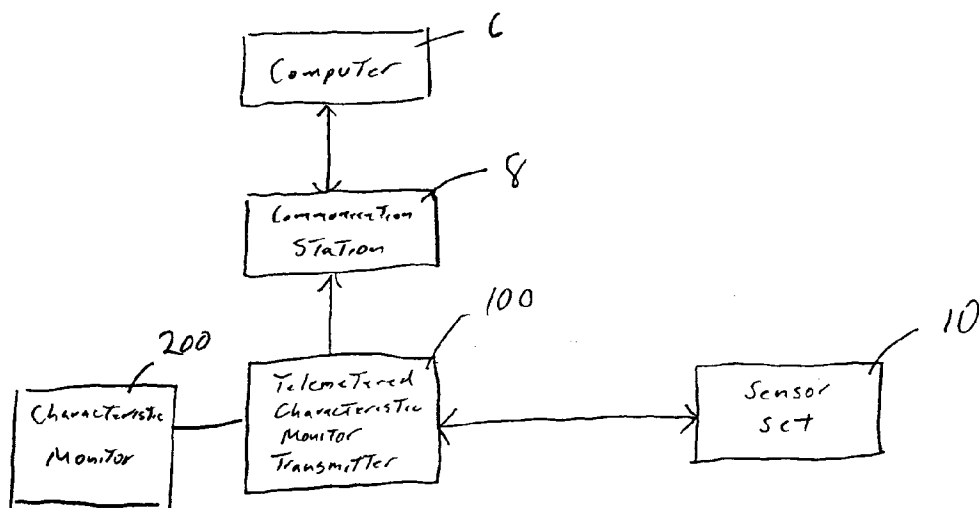 6
Computer
8
Communication
Station
100
200
10
Telemetered
Characteristic
Monitor
Transmitter
Characteristic
Monitor
Sensor
set